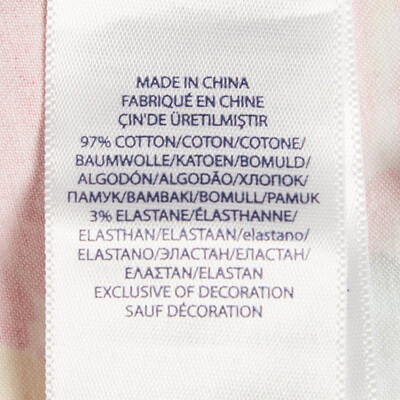 MADE IN CHINA
FABRIQUÉ EN CHINE
ÇIN'DE ÜRETILMIŞTIR
97% COTTON/COTON/COTONE/
BAUMWOLLE/KATOEN/BOMULD/
ALGODÓN/ALGODÃO/ХЛОПОК/
ПАМУК/BAMBAKI/BOMULL/PAMUK
3% ELASTANE/ÉLASTHANNE/
ELASTHAN/ELASTAAN/elastano/
ELASTANO/ЭЛАСТАН/ЕЛАСТАН/
ΕΛΑΣΤΑΝ/ELASTAN
EXCLUSIVE OF DECORATION
SAUF DÉCORATION